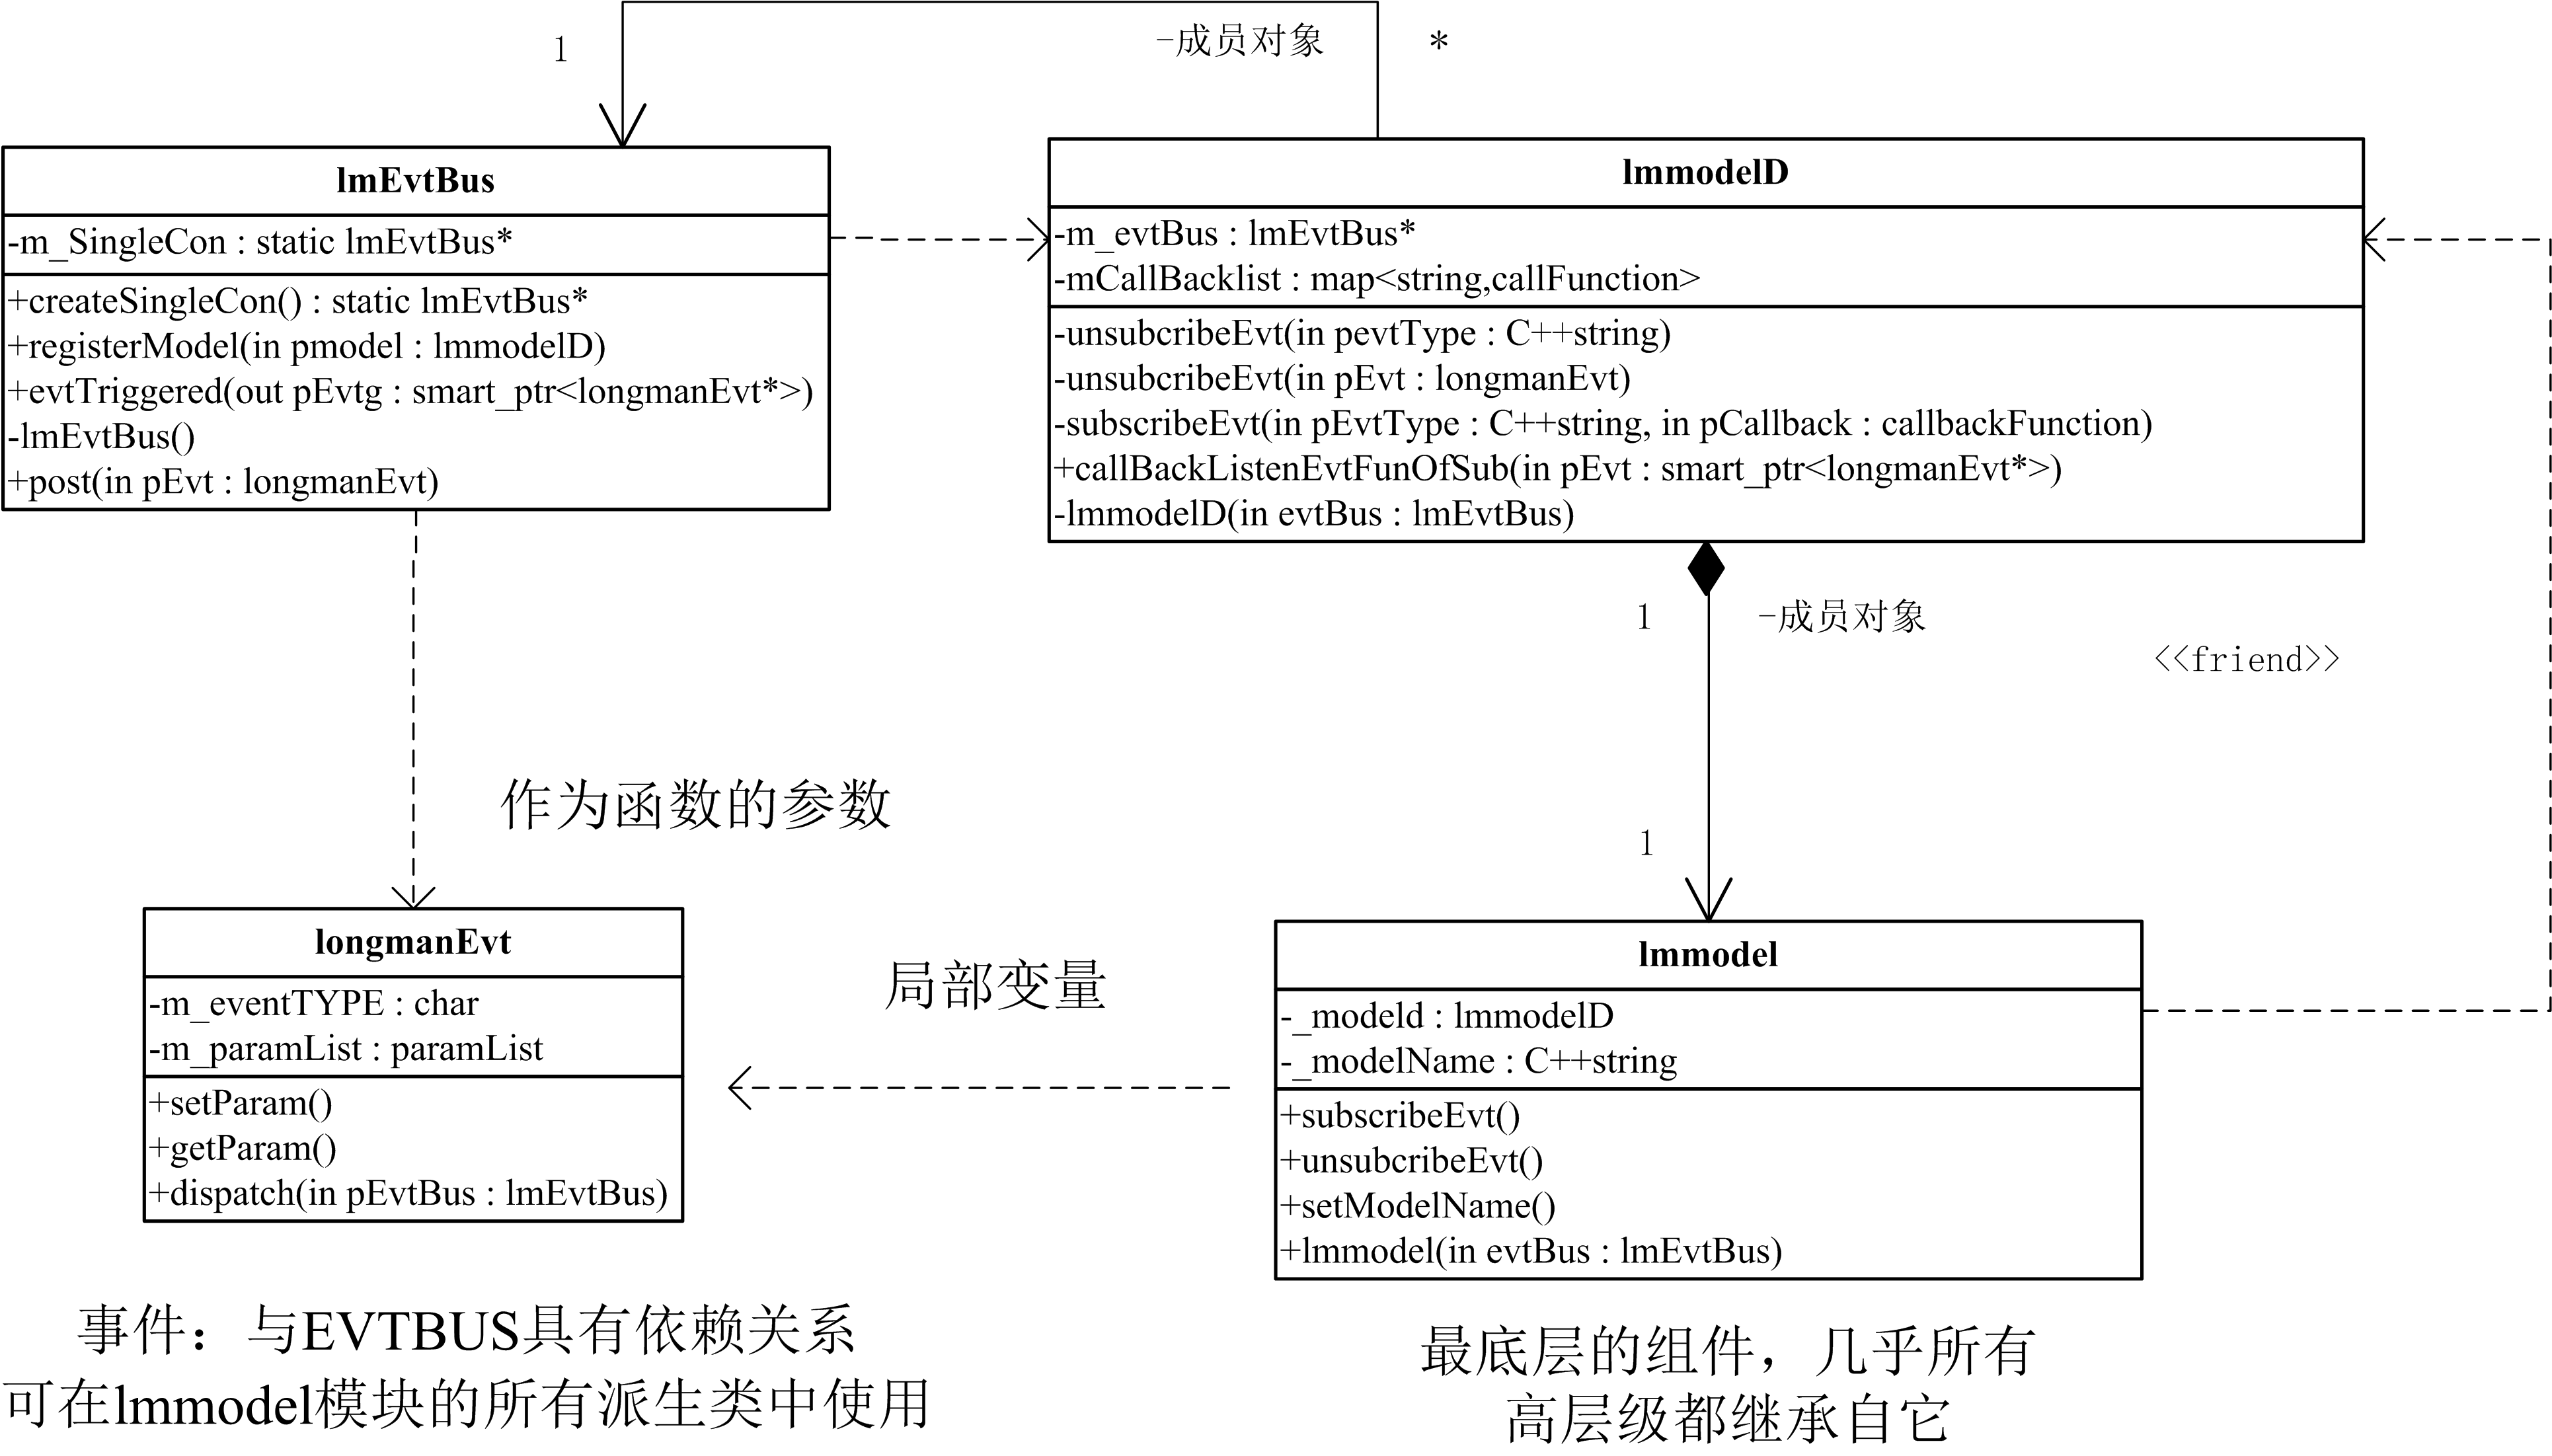 1
-成员对象
*
lmEvtBus
-m_SingleCon : static lmEvtBus*
+createSingleCon() : static lmEvtBus*
+registerModel(in pmodel : lmmodelD)
+evtTriggered(out pEvtg : smart_ptr<longmanEvt*>)
-lmEvtBus()
+post(in pEvt : longmanEvt)
lmmodelD
-m_evtBus : lmEvtBus*
-mCallBacklist : map<string,callFunction>
-unsubcribeEvt(in pevtType : C++string)
-unsubcribeEvt(in pEvt : longmanEvt)
-subscribeEvt(in pEvtType : C++string, in pCallback : callbackFunction)
+callBackListenEvtFunOfSub(in pEvt : smart_ptr<longmanEvt*>)
-lmmodelD(in evtBus : lmEvtBus)
1
-成员对象
<<friend>>
作为函数的参数
1
longmanEvt
-m_eventTYPE : char
-m_paramList : paramList
+setParam()
+getParam()
+dispatch(in pEvtBus : lmEvtBus)
局部变量
lmmodel
-_modeld : lmmodelD
-_modelName : C++string
+subscribeEvt()
+unsubcribeEvt()
+setModelName()
+lmmodel(in evtBus : lmEvtBus)
事件：与EVTBUS具有依赖关系
可在lmmodel模块的所有派生类中使用
最底层的组件，几乎所有
高层级都继承自它